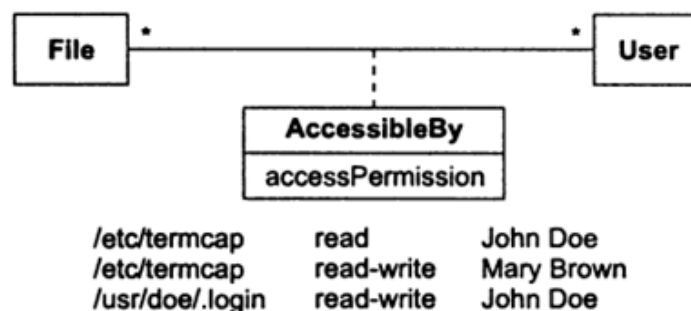 File * * User
AccessibleBy
accessPermission
/etc/termcap read John Doe
/etc/termcap read-write Mary Brown
/usr/doe/.login read-write John Doe